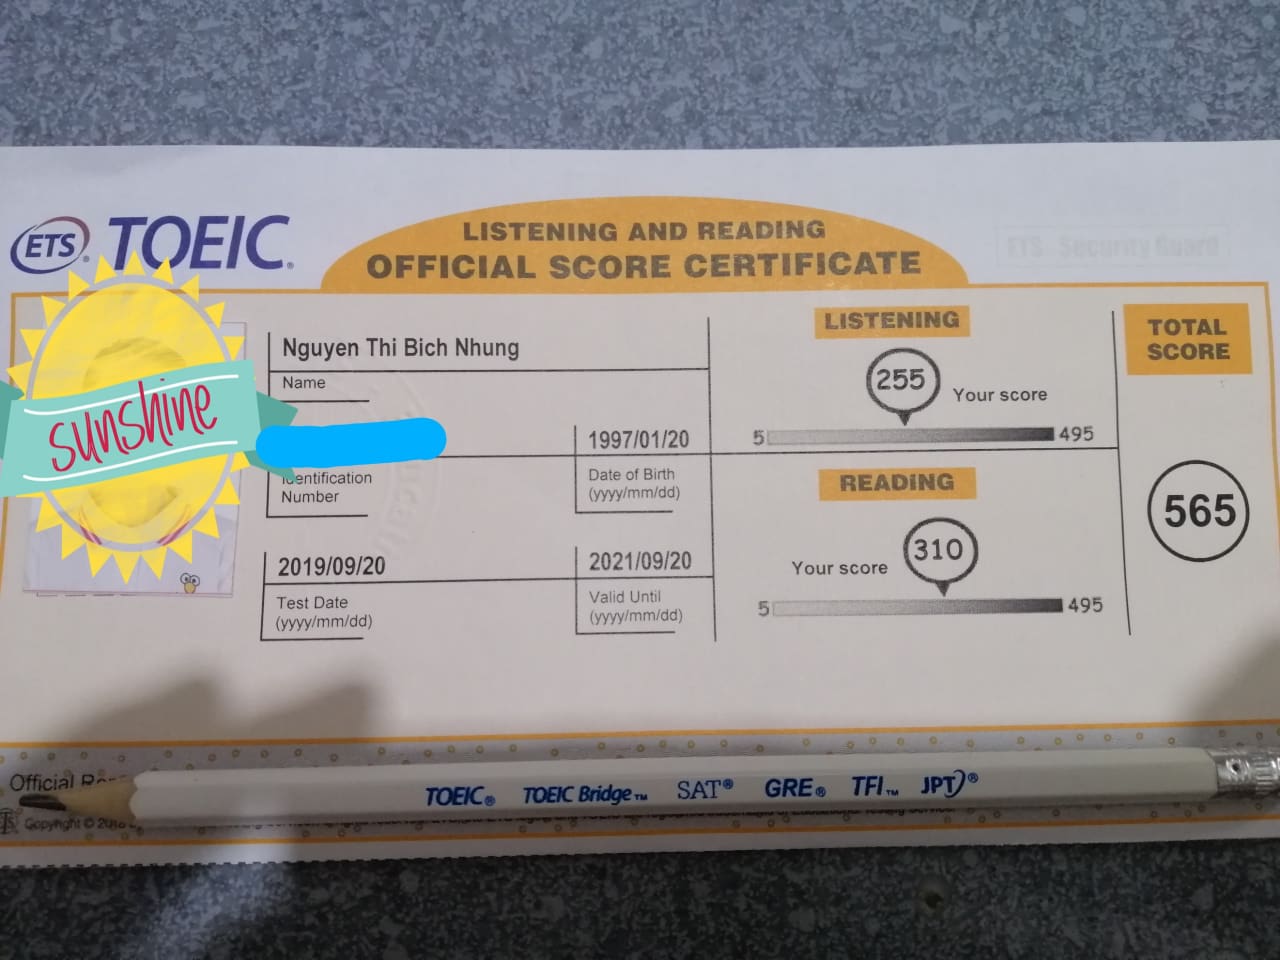 ETS® TOEIC®
LISTENING AND READING
OFFICIAL SCORE CERTIFICATE
ETS Security Guard
sunshine
Nguyen Thi Bich Nhung
Name
Identification
Number
1997/01/20
Date of Birth
(yyyy/mm/dd)
2019/09/20
Test Date
(yyyy/mm/dd)
2021/09/20
Valid Until
(yyyy/mm/dd)
LISTENING
255
Your score
5 495
READING
310
Your score
5 495
TOTAL
SCORE
565
Official
TOEIC® TOEIC Bridge™ SAT® GRE® TFI™ JPT®
Copyright ©